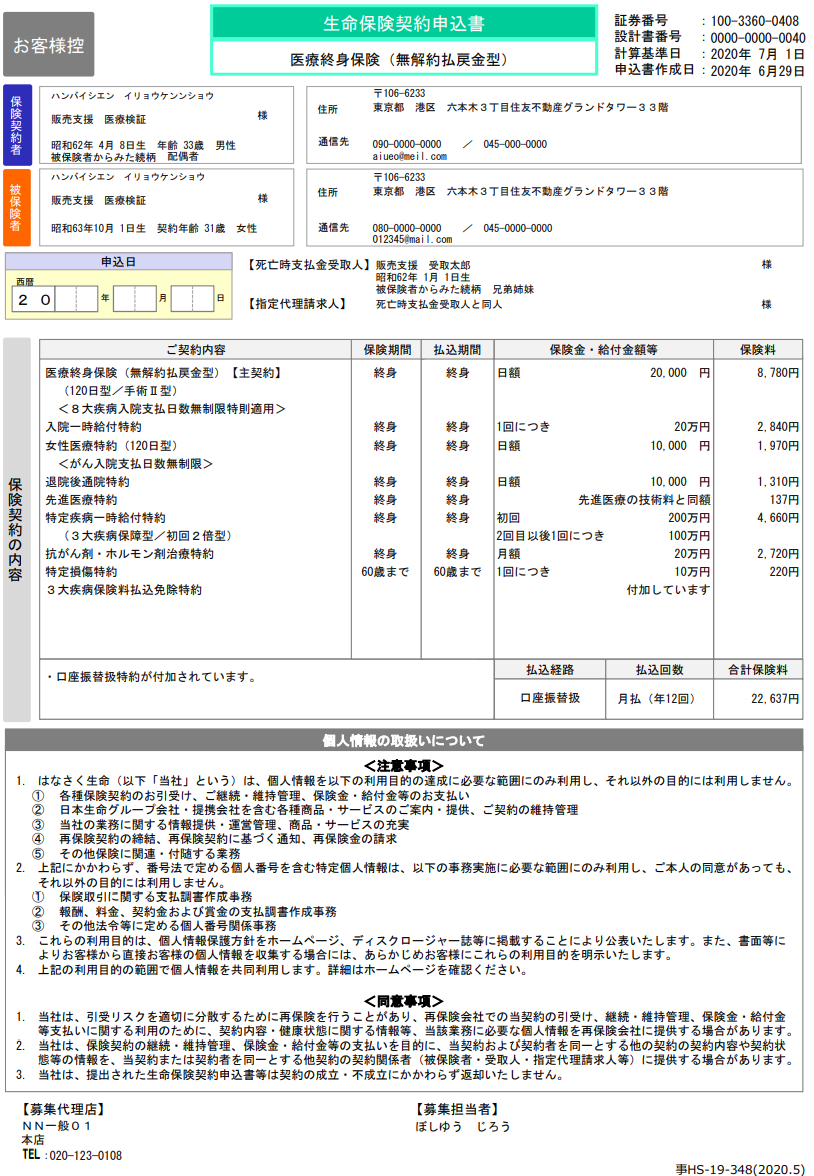 お客様控
生命保険契約申込書
医療終身保険（無解約払戻金型）
証券番号 ：100-3360-0408
設計書番号 ：0000-0000-0040
計算基準日 ：2020年 7月 1日
申込書作成日：2020年 6月29日
保険契約者
ハンバイシエン イリョウケンンショウ
販売支援 医療検証 様
昭和62年 4月 8日生 年齢 33歳 男性
被保険者からみた続柄 配偶者
住所
〒106-6233
東京都 港区 六本木３丁目住友不動産グランドタワー３３階
通信先
090-0000-0000 ／ 045-000-0000
aiueo@meil.com
被保険者
ハンバイシエン イリョウケンショウ
販売支援 医療検証 様
昭和63年10月 1日生 契約年齢 31歳 女性
住所
〒106-6233
東京都 港区 六本木３丁目住友不動産グランドタワー３３階
通信先
080-0000-0000 ／ 045-0000-0000
012345@mail.com
申込日
西暦
２０ 年 月 日
【死亡時支払金受取人】販売支援 受取太郎 様
昭和62年 1月 1日生
被保険者からみた続柄 兄弟姉妹
【指定代理請求人】 死亡時支払金受取人と同人 様
保険契約の内容
ご契約内容 保険期間 払込期間 保険金・給付金額等 保険料
医療終身保険（無解約払戻金型）【主契約】 終身 終身 日額 20,000 円 8,780円
（120日型／手術Ⅱ型）
＜８大疾病入院支払日数無制限特則適用＞
入院一時給付特約 終身 終身 1回につき 20万円 2,840円
女性医療特約（120日型） 終身 終身 日額 10,000 円 1,970円
＜がん入院支払日数無制限＞
退院後通院特約 終身 終身 日額 10,000 円 1,310円
先進医療特約 終身 終身 先進医療の技術料と同額 137円
特定疾病一時給付特約 終身 終身 初回 200万円 4,660円
（３大疾病保障型／初回２倍型） 2回目以後1回につき 100万円
抗がん剤・ホルモン剤治療特約 終身 終身 月額 20万円 2,720円
特定損傷特約 60歳まで 60歳まで 1回につき 10万円 220円
３大疾病保険料払込免除特約 付加しています
・口座振替扱特約が付加されています。
払込経路 払込回数 合計保険料
口座振替扱 月払（年12回） 22,637円
個人情報の取扱いについて
＜注意事項＞
1. はなさく生命（以下「当社」という）は、個人情報を以下の利用目的の達成に必要な範囲にのみ利用し、それ以外の目的には利用しません。
① 各種保険契約のお引受け、ご継続・維持管理、保険金・給付金等のお支払い
② 日本生命グループ会社・提携会社を含む各種商品・サービスのご案内・提供、ご契約の維持管理
③ 当社の業務に関する情報提供・運営管理、商品・サービスの充実
④ 再保険契約の締結、再保険契約に基づく通知、再保険金の請求
⑤ その他保険に関連・付随する業務
2. 上記にかかわらず、番号法で定める個人番号を含む特定個人情報は、以下の事務実施に必要な範囲にのみ利用し、ご本人の同意があっても、
それ以外の目的には利用しません。
① 保険取引に関する支払調書作成事務
② 報酬、料金、契約金および賞金の支払調書作成事務
③ その他法令等に定める個人番号関係事務
3. これらの利用目的は、個人情報保護方針をホームページ、ディスクロージャー誌等に掲載することにより公表いたします。また、書面等に
よりお客様から直接お客様の個人情報を収集する場合には、あらかじめお客様にこれらの利用目的を明示いたします。
4. 上記の利用目的の範囲で個人情報を共同利用します。詳細はホームページを確認ください。
＜同意事項＞
1. 当社は、引受リスクを適切に分散するために再保険を行うことがあり、再保険会社での当契約の引受け、継続・維持管理、保険金・給付金
等支払いに関する利用のために、契約内容・健康状態に関する情報等、当該業務に必要な個人情報を再保険会社に提供する場合があります。
2. 当社は、保険契約の継続・維持管理、保険金・給付金等の支払いを目的に、当契約および契約者を同一とする他の契約の契約内容や契約状
態等の情報を、当契約または契約者を同一とする他契約の契約関係者（被保険者・受取人・指定代理請求人等）に提供する場合があります。
3. 当社は、提出された生命保険契約申込書等は契約の成立・不成立にかかわらず返却いたしません。
【募集代理店】
ＮＮ一般０１
本店
TEL：020-123-0108
【募集担当者】
ほしゆう じろう
事HS-19-348(2020.5)